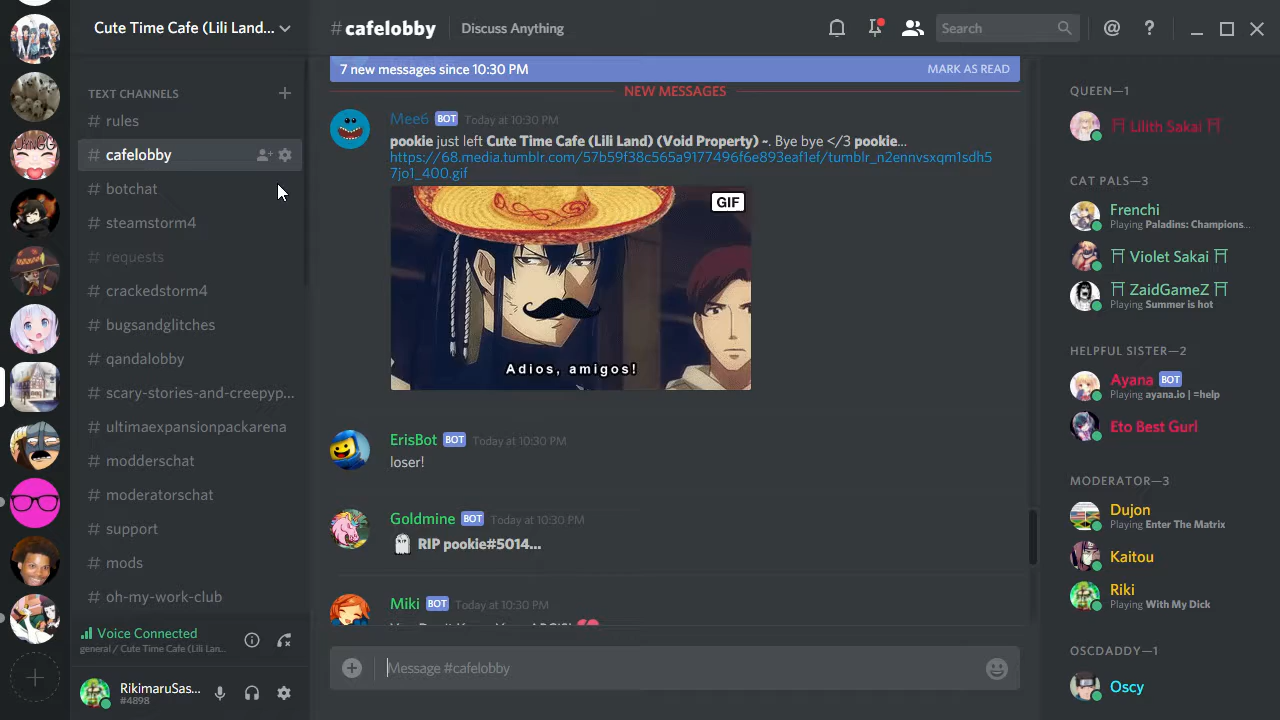 Cute Time Cafe (Lili Land...
TEXT CHANNELS
# rules
# cafelobby
# botchat
# steamstorm4
# requests
# crackedstorm4
# bugsandglitches
# qandalobby
# scary-stories-and-creepyp...
# ultimaexpansionpackarena
# modderschat
# moderatorschat
# support
# mods
# oh-my-work-club
Voice Connected
general / Cute Time Cafe (Lili Lan...
RikimaruSas...
#4898
#cafelobby
Discuss Anything
Search
7 new messages since 10:30 PM
MARK AS READ
NEW MESSAGES
Mee6 BOT Today at 10:30 PM
pookie just left Cute Time Cafe (Lili Land) (Void Property) ~. Bye bye </3 pookie...
https://68.media.tumblr.com/57b59f38c565a9177496f6e893eaf1ef/tumblr_n2ennvsxqm1sdh5
7jo1_400.gif
GIF
Adios, amigos!
ErisBot BOT Today at 10:30 PM
loser!
Goldmine BOT Today at 10:30 PM
RIP pookie#5014...
Miki BOT Today at 10:30 PM
Message #cafelobby
QUEEN—1
⛩ Lilith Sakai ⛩
CAT PALS—3
Frenchi
Playing Paladins: Champions...
⛩ Violet Sakai ⛩
⛩ ZaidGameZ ⛩
Playing Summer is hot
HELPFUL SISTER—2
Ayana BOT
Playing ayana.io | =help
Eto Best Gurl
MODERATOR—3
Dujon
Playing Enter The Matrix
Kaitou
Riki
Playing With My Dick
OSCDADDY—1
Oscy